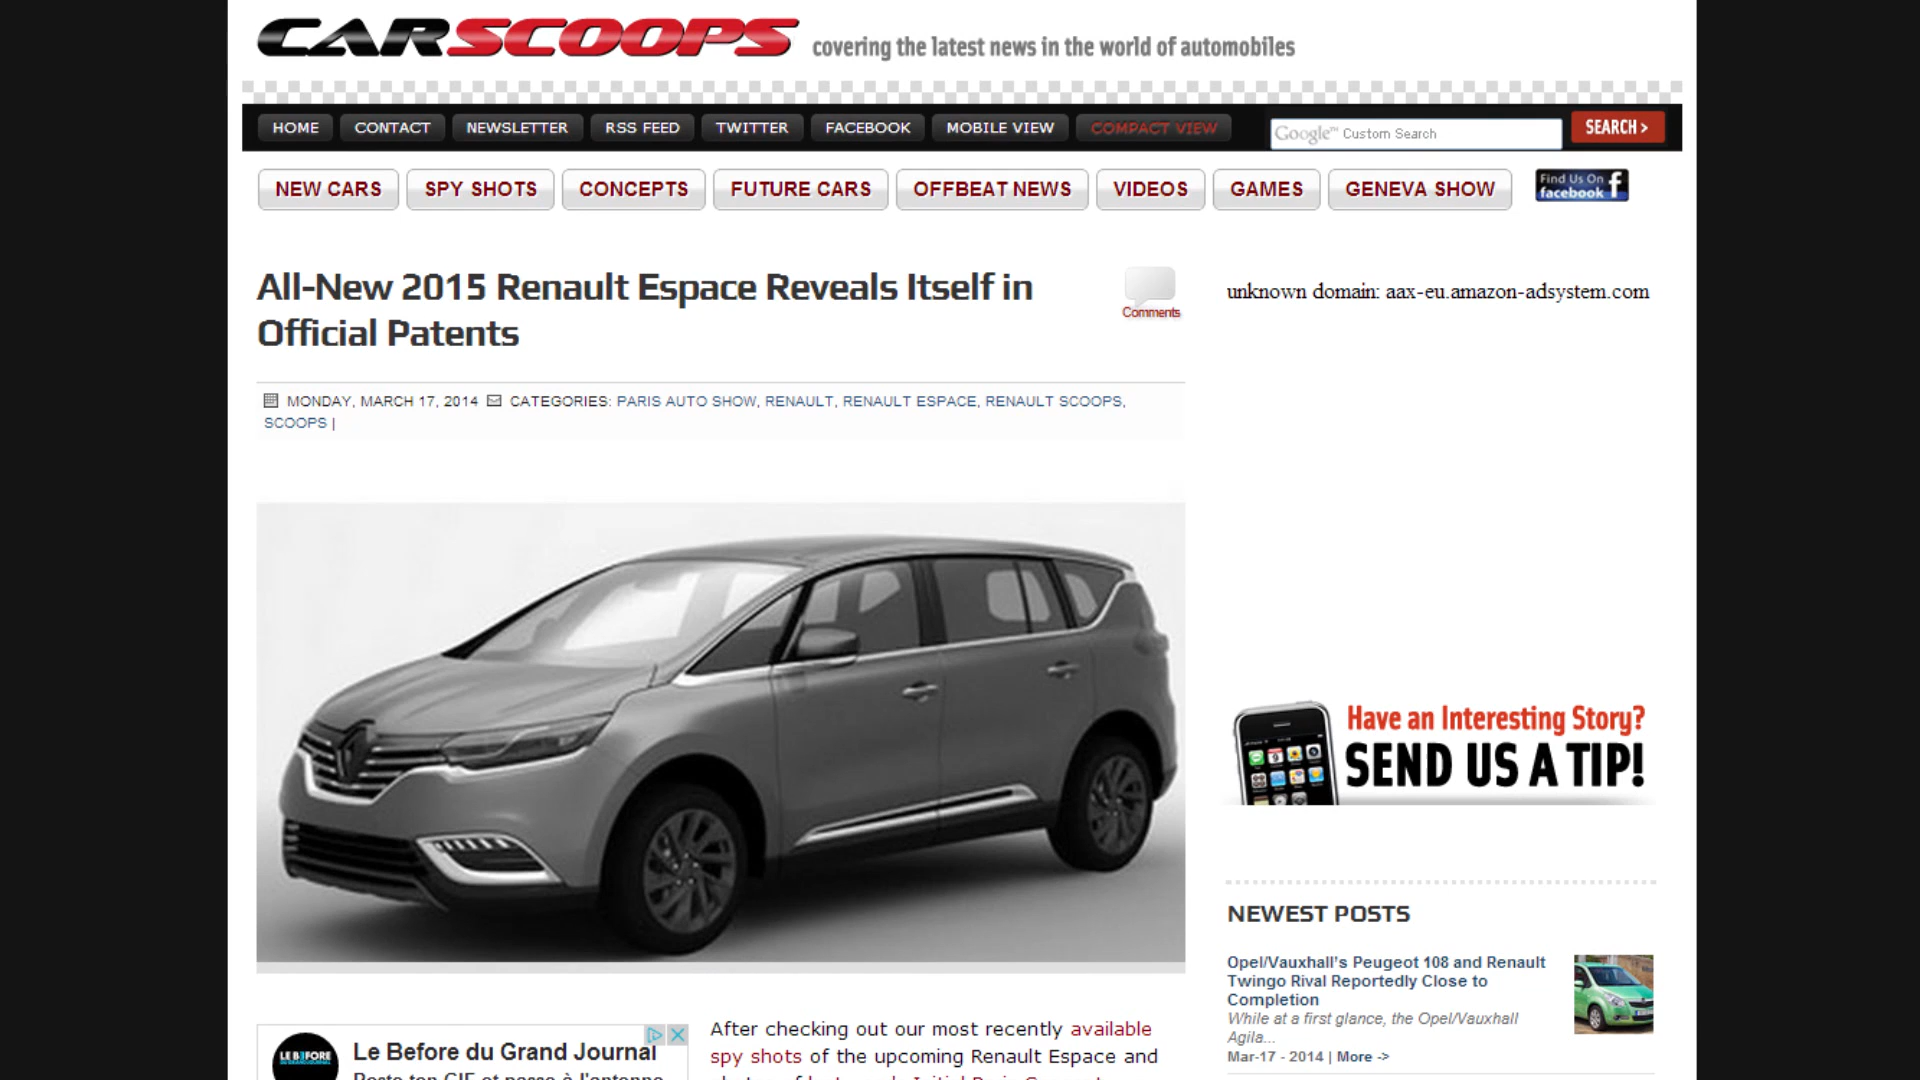 CARSCOOPS covering the latest news in the world of automobiles
HOME CONTACT NEWSLETTER RSS FEED TWITTER FACEBOOK MOBILE VIEW COMPACT VIEW Google™ Custom Search SEARCH >
NEW CARS SPY SHOTS CONCEPTS FUTURE CARS OFFBEAT NEWS VIDEOS GAMES GENEVA SHOW Find Us On facebook
All-New 2015 Renault Espace Reveals Itself in
Official Patents
Comments
unknown domain: aax-eu.amazon-adsystem.com
MONDAY, MARCH 17, 2014 CATEGORIES: PARIS AUTO SHOW, RENAULT, RENAULT ESPACE, RENAULT SCOOPS,
SCOOPS |
Have an Interesting Story?
SEND US A TIP!
NEWEST POSTS
Opel/Vauxhall's Peugeot 108 and Renault
Twingo Rival Reportedly Close to
Completion
While at a first glance, the Opel/Vauxhall
Agila...
Mar-17 - 2014 | More ->
LE BEFORE
Le Before du Grand Journal
After checking out our most recently available
spy shots of the upcoming Renault Espace and